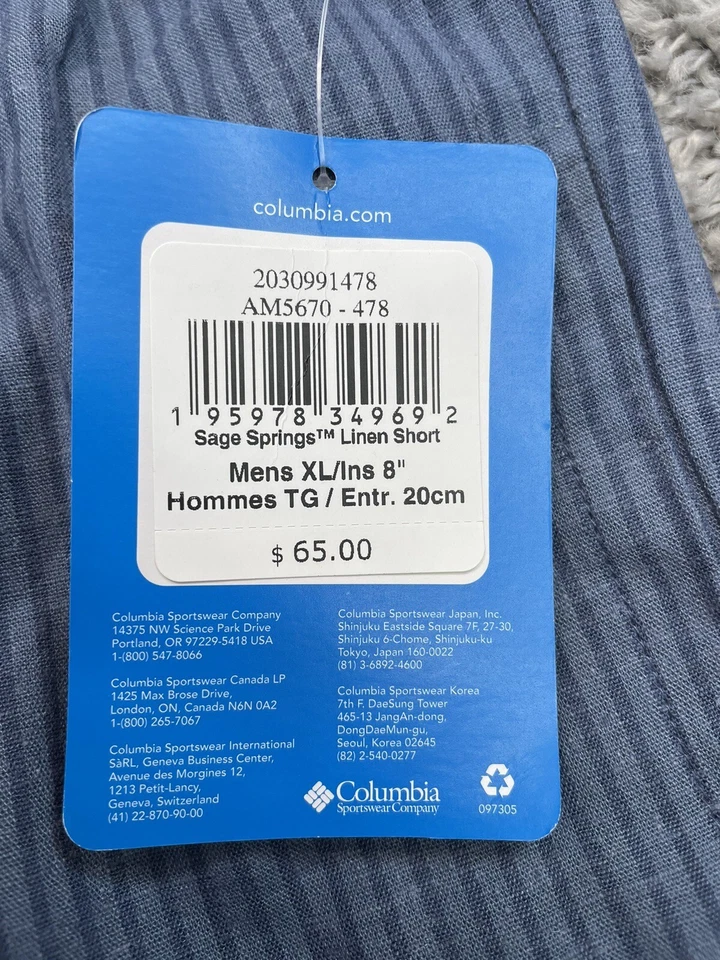 columbia.com
2030991478
AM5670 - 478
1 95978 34969 2
Sage Springs™ Linen Short
Mens XL/Ins 8"
Hommes TG / Entr. 20cm
$ 65.00
Columbia Sportswear Company
14375 NW Science Park Drive
Portland, OR 97229-5418 USA
1-(800) 547-8066
Columbia Sportswear Canada LP
1425 Max Brose Drive,
London, ON, Canada N6N 0A2
1-(800) 265-7067
Columbia Sportswear International
SàRL, Geneva Business Center,
Avenue des Morgines 12,
1213 Petit-Lancy,
Geneva, Switzerland
(41) 22-870-90-00
Columbia Sportswear Japan, Inc.
Shinjuku Eastside Square 7F, 27-30,
Shinjuku 6-Chome, Shinjuku-ku
Tokyo, Japan 160-0022
(81) 3-6892-4600
Columbia Sportswear Korea
7th F. DaeSung Tower
465-13 JangAn-dong,
DongDaeMun-gu,
Seoul, Korea 02645
(82) 2-540-0277
Columbia
Sportswear Company
097305